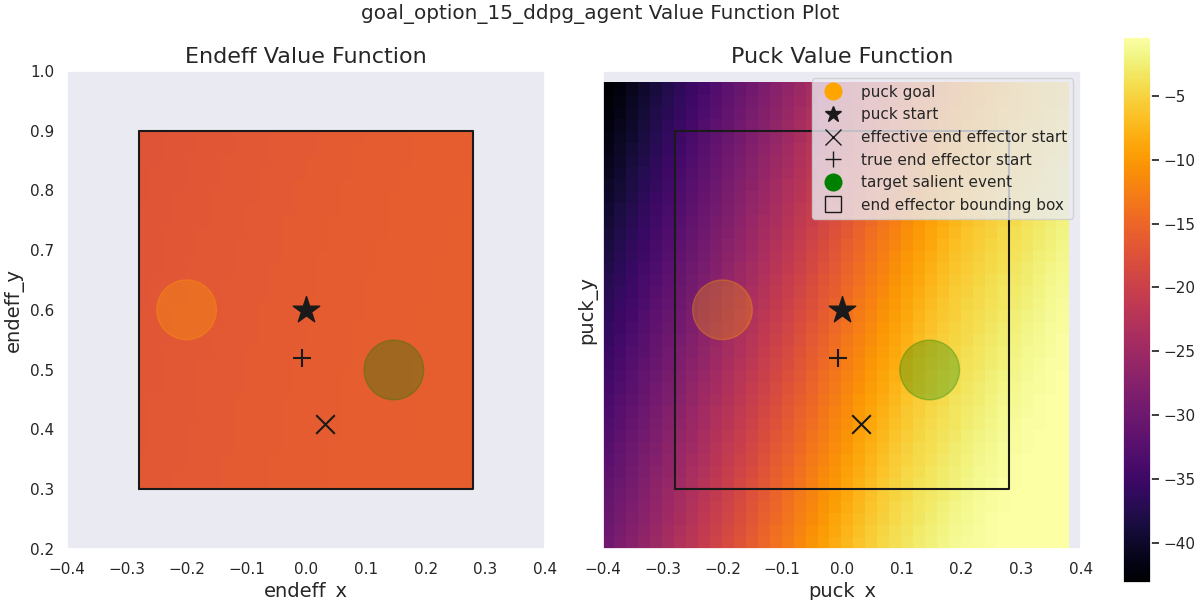 goal_option_15_ddpg_agent Value Function Plot
Endeff Value Function
1.0
0.9
0.8
0.7
0.6
0.5
0.4
0.3
0.2
endeff_y
−0.4 −0.3 −0.2 −0.1 0.0 0.1 0.2 0.3 0.4
endeff_x
Puck Value Function
puck goal
puck start
effective end effector start
true end effector start
target salient event
end effector bounding box
puck_y
−0.4 −0.3 −0.2 −0.1 0.0 0.1 0.2 0.3 0.4
puck_x
−5
−10
−15
−20
−25
−30
−35
−40